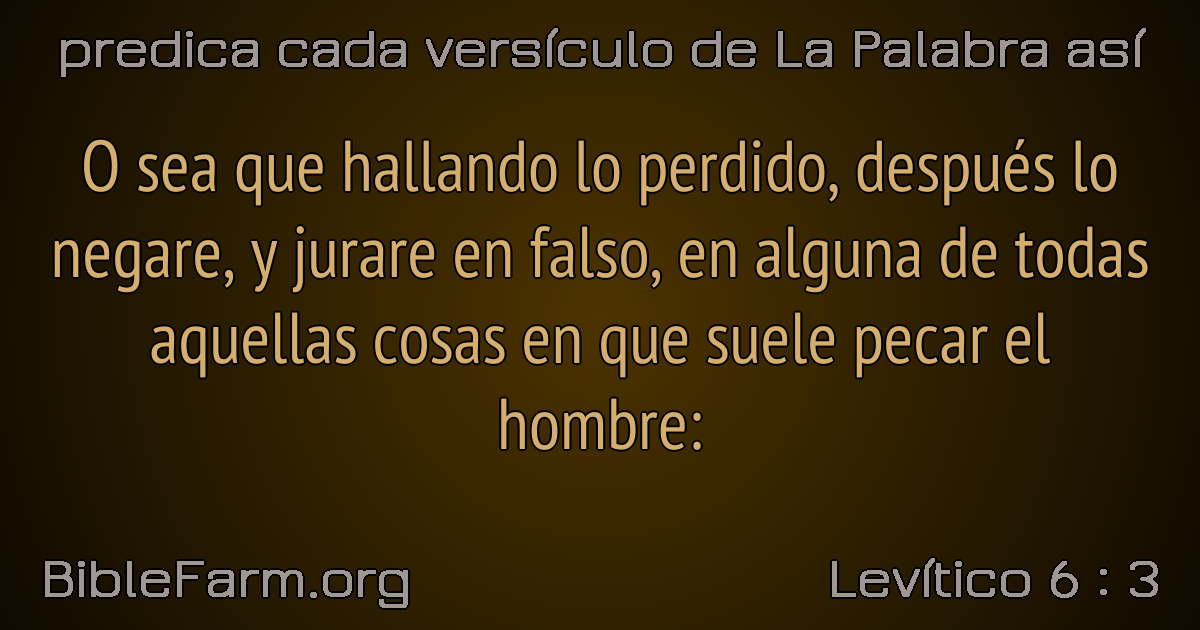 predica cada versículo de La Palabra así
O sea que hallando lo perdido, después lo
negare, y jurare en falso, en alguna de todas
aquellas cosas en que suele pecar el
hombre:
BibleFarm.org
Levítico 6 : 3